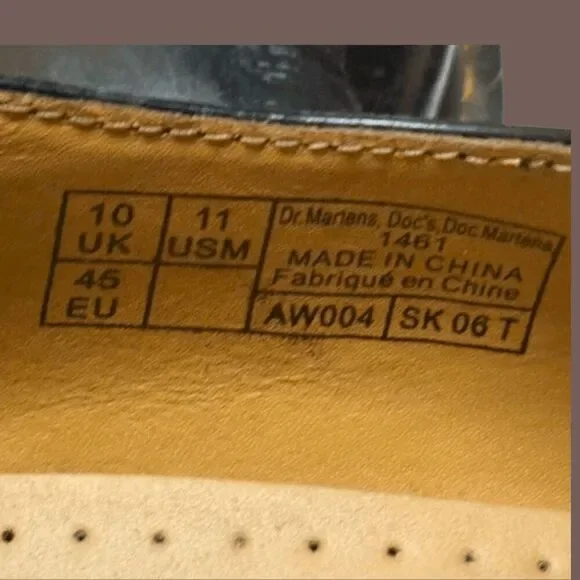 10 UK
11 USM
45 EU
Dr. Martens, Doc's, Doc Martens
1461
MADE IN CHINA
Fabriqué en Chine
AW004
SK 06 T